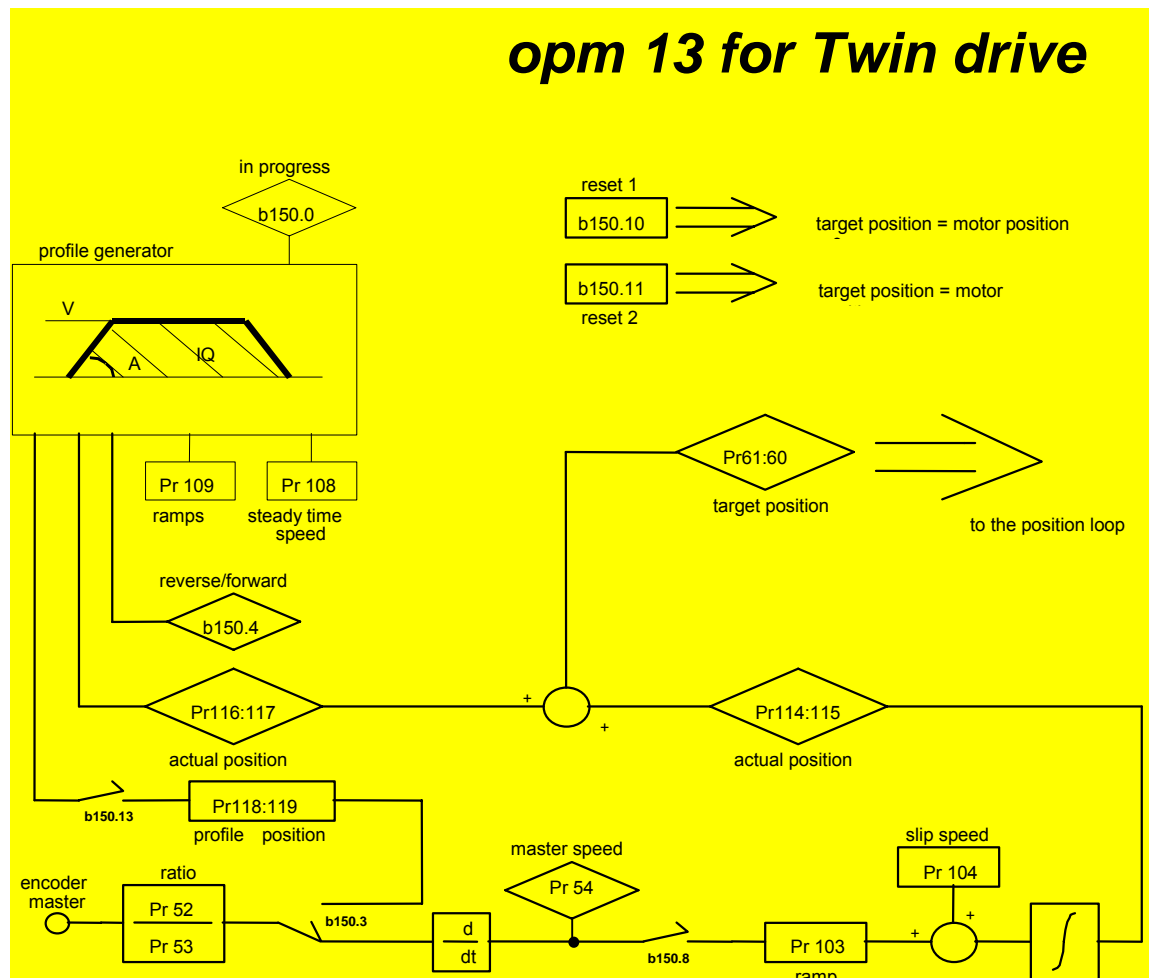 opm 13 for Twin drive
in progress
b150.0
profile generator
V
A
IQ
reset 1
b150.10
target position = motor position
b150.11
target position = motor
reset 2
Pr 109
Pr 108
ramps
steady time
speed
Pr61:60
target position
to the position loop
reverse/forward
b150.4
+
+
Pr116:117
Pr114:115
actual position
actual position
b150.13
Pr118:119
profile position
encoder
master
ratio
Pr 52
Pr 53
b150.3
d
dt
master speed
Pr 54
b150.8
Pr 103
ramp
slip speed
Pr 104
+
+